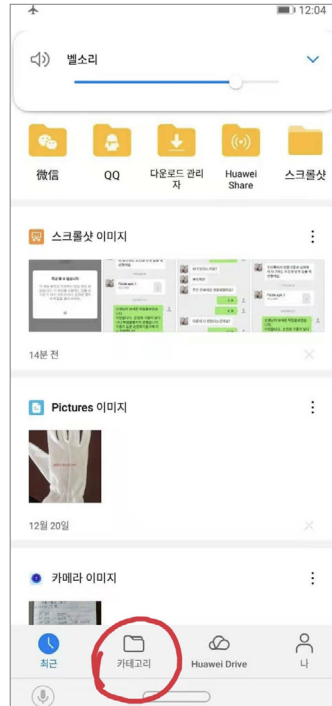 12:04
벨소리
微信
QQ
다운로드 관리
자
Huawei
Share
스크롤샷
스크롤샷 이미지
14분 전
Pictures 이미지
12월 20일
카메라 이미지
최근
카테고리
Huawei Drive
나